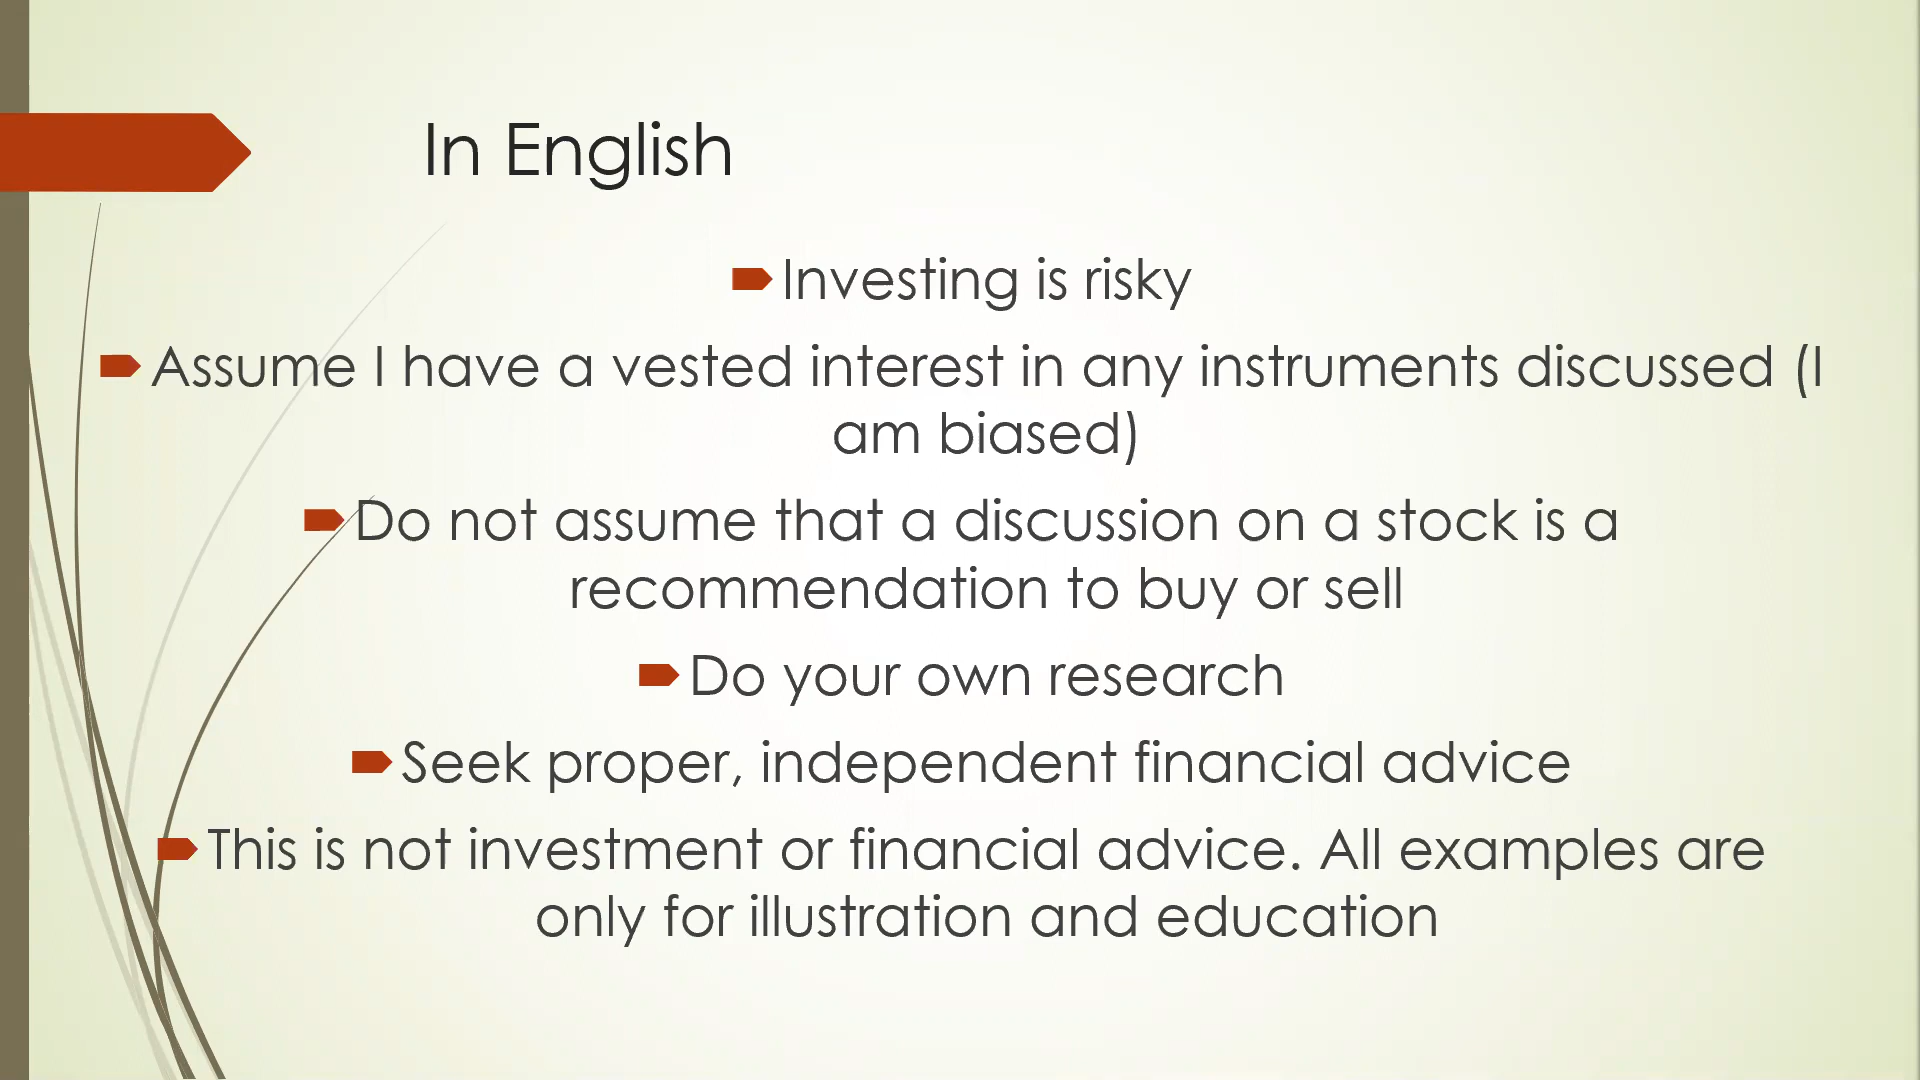 In English
Investing is risky
Assume I have a vested interest in any instruments discussed (I
am biased)
Do not assume that a discussion on a stock is a
recommendation to buy or sell
Do your own research
Seek proper, independent financial advice
This is not investment or financial advice. All examples are
only for illustration and education